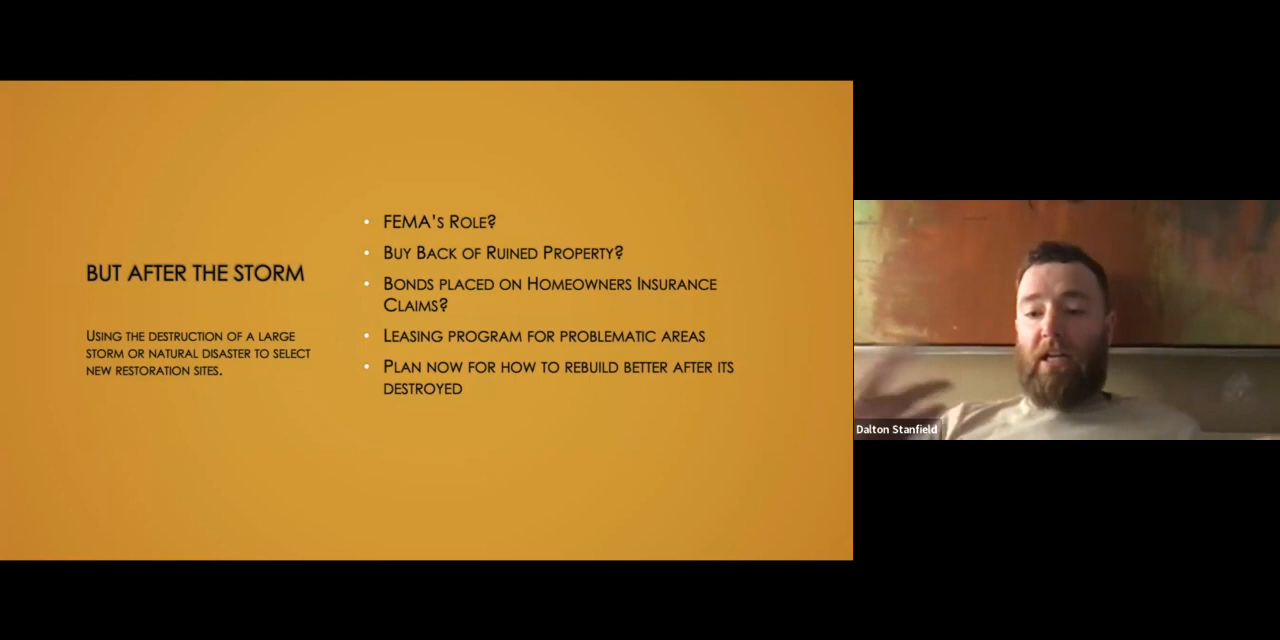 BUT AFTER THE STORM
USING THE DESTRUCTION OF A LARGE
STORM OR NATURAL DISASTER TO SELECT
NEW RESTORATION SITES.
• FEMA'S ROLE?
• BUY BACK OF RUINED PROPERTY?
• BONDS PLACED ON HOMEOWNERS INSURANCE
CLAIMS?
• LEASING PROGRAM FOR PROBLEMATIC AREAS
• PLAN NOW FOR HOW TO REBUILD BETTER AFTER ITS
DESTROYED
Dalton Stanfield